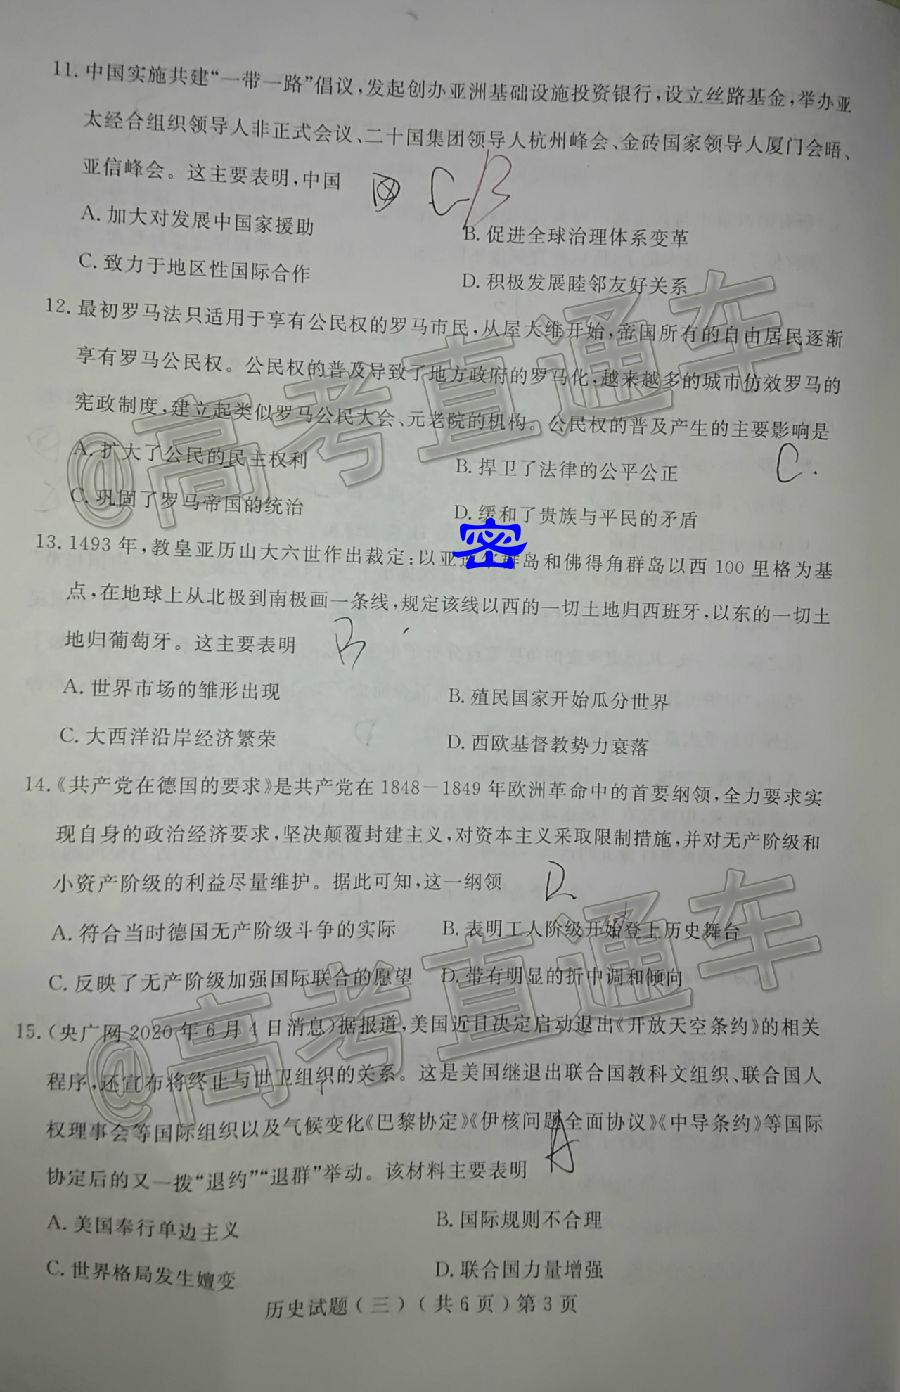 11. 中国实施共建“一带一路”倡议，发起创办亚洲基础设施投资银行，设立丝路基金，举办亚
太经合组织领导人非正式会议、二十国集团领导人杭州峰会、金砖国家领导人厦门会晤、
亚信峰会。这主要表明，中国 C B
A. 加大对发展中国家援助 B. 促进全球治理体系变革
C. 致力于地区性国际合作 D. 积极发展睦邻友好关系
12. 最初罗马法只适用于享有公民权的罗马市民，从屋大维开始，帝国所有的自由居民逐渐
享有罗马公民权。公民权的普及导致了地方政府的罗马化，越来越多的城市仿效罗马的
宪政制度，建立起类似罗马公民大会、元老院的机构。公民权的普及产生的主要影响是
A. 扩大了公民的民主权利 B. 捍卫了法律的公平公正 C.
C. 巩固了罗马帝国的统治 D. 缓和了贵族与平民的矛盾
@高考直通车
密
13. 1493 年，教皇亚历山大六世作出裁定：以亚群岛和佛得角群岛以西 100 里格为基
点，在地球上从北极到南极画一条线，规定该线以西的一切土地归西班牙，以东的一切土
地归葡萄牙。这主要表明 B
A. 世界市场的雏形出现 B. 殖民国家开始瓜分世界
C. 大西洋沿岸经济繁荣 D. 西欧基督教势力衰落
14.《共产党在德国的要求》是共产党在 1848－1849 年欧洲革命中的首要纲领，全力要求实
现自身的政治经济要求，坚决颠覆封建主义，对资本主义采取限制措施，并对无产阶级和
小资产阶级的利益尽量维护。据此可知，这一纲领
A. 符合当时德国无产阶级斗争的实际 B. 表明工人阶级开始登上历史舞台
C. 反映了无产阶级加强国际联合的愿望 D. 带有明显的折中调和倾向
@高考直通车
15.（央广网 2020 年 6 月 4 日消息）据报道，美国近日决定启动退出《开放天空条约》的相关
程序，还宣布将终止与世卫组织的关系。这是美国继退出联合国教科文组织、联合国人
权理事会等国际组织以及气候变化《巴黎协定》《伊核问题全面协议》《中导条约》等国际
协定后的又一拨“退约”“退群”举动。该材料主要表明 A
A. 美国奉行单边主义 B. 国际规则不合理
C. 世界格局发生嬗变 D. 联合国力量增强
历史试题（三）（共 6 页）第 3 页